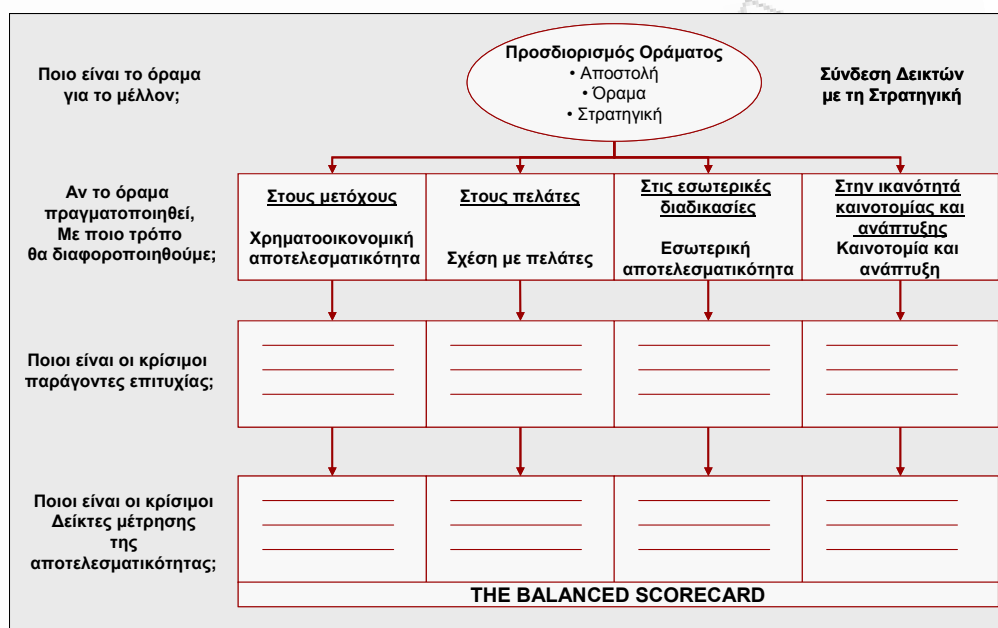 Ποιο είναι το όραμα
για το μέλλον;
Προσδιορισμός Οράματος
• Αποστολή
• Όραμα
• Στρατηγική
Σύνδεση Δεικτών
με τη Στρατηγική
Αν το όραμα
πραγματοποιηθεί,
Με ποιο τρόπο
θα διαφοροποιηθούμε;
Στους μετόχους
Χρηματοοικονομική
αποτελεσματικότητα
Στους πελάτες
Σχέση με πελάτες
Στις εσωτερικές
διαδικασίες
Εσωτερική
αποτελεσματικότητα
Στην ικανότητά
καινοτομίας και
ανάπτυξης
Καινοτομία και
ανάπτυξη
Ποιοι είναι οι κρίσιμοι
παράγοντες επιτυχίας;
Ποιοι είναι οι κρίσιμοι
Δείκτες μέτρησης
της
αποτελεσματικότητας;
THE BALANCED SCORECARD